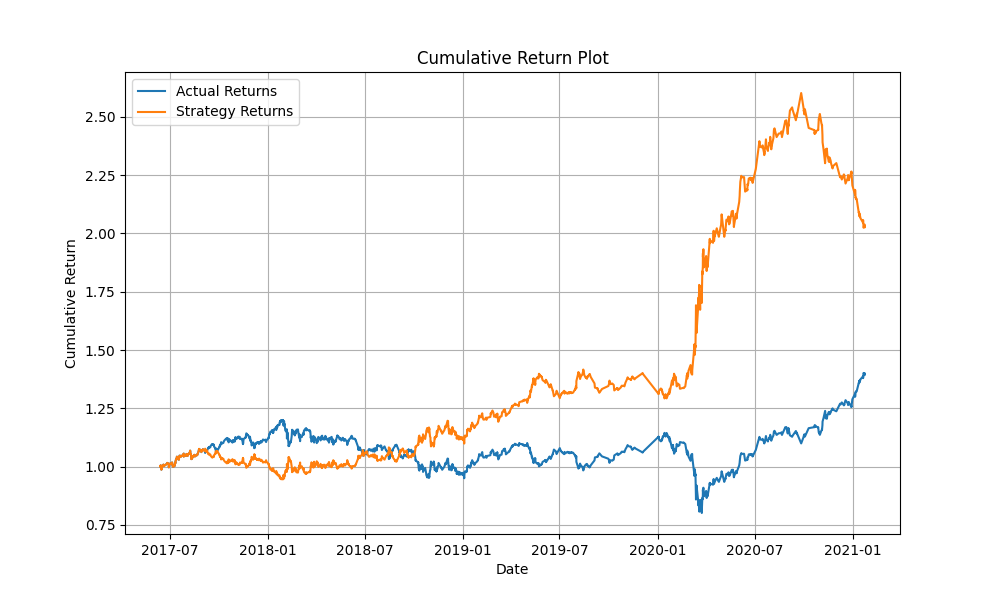 Cumulative Return Plot
Actual Returns
Strategy Returns
Cumulative Return
2.50
2.25
2.00
1.75
1.50
1.25
1.00
0.75
2017-07 2018-01 2018-07 2019-01 2019-07 2020-01 2020-07 2021-01
Date